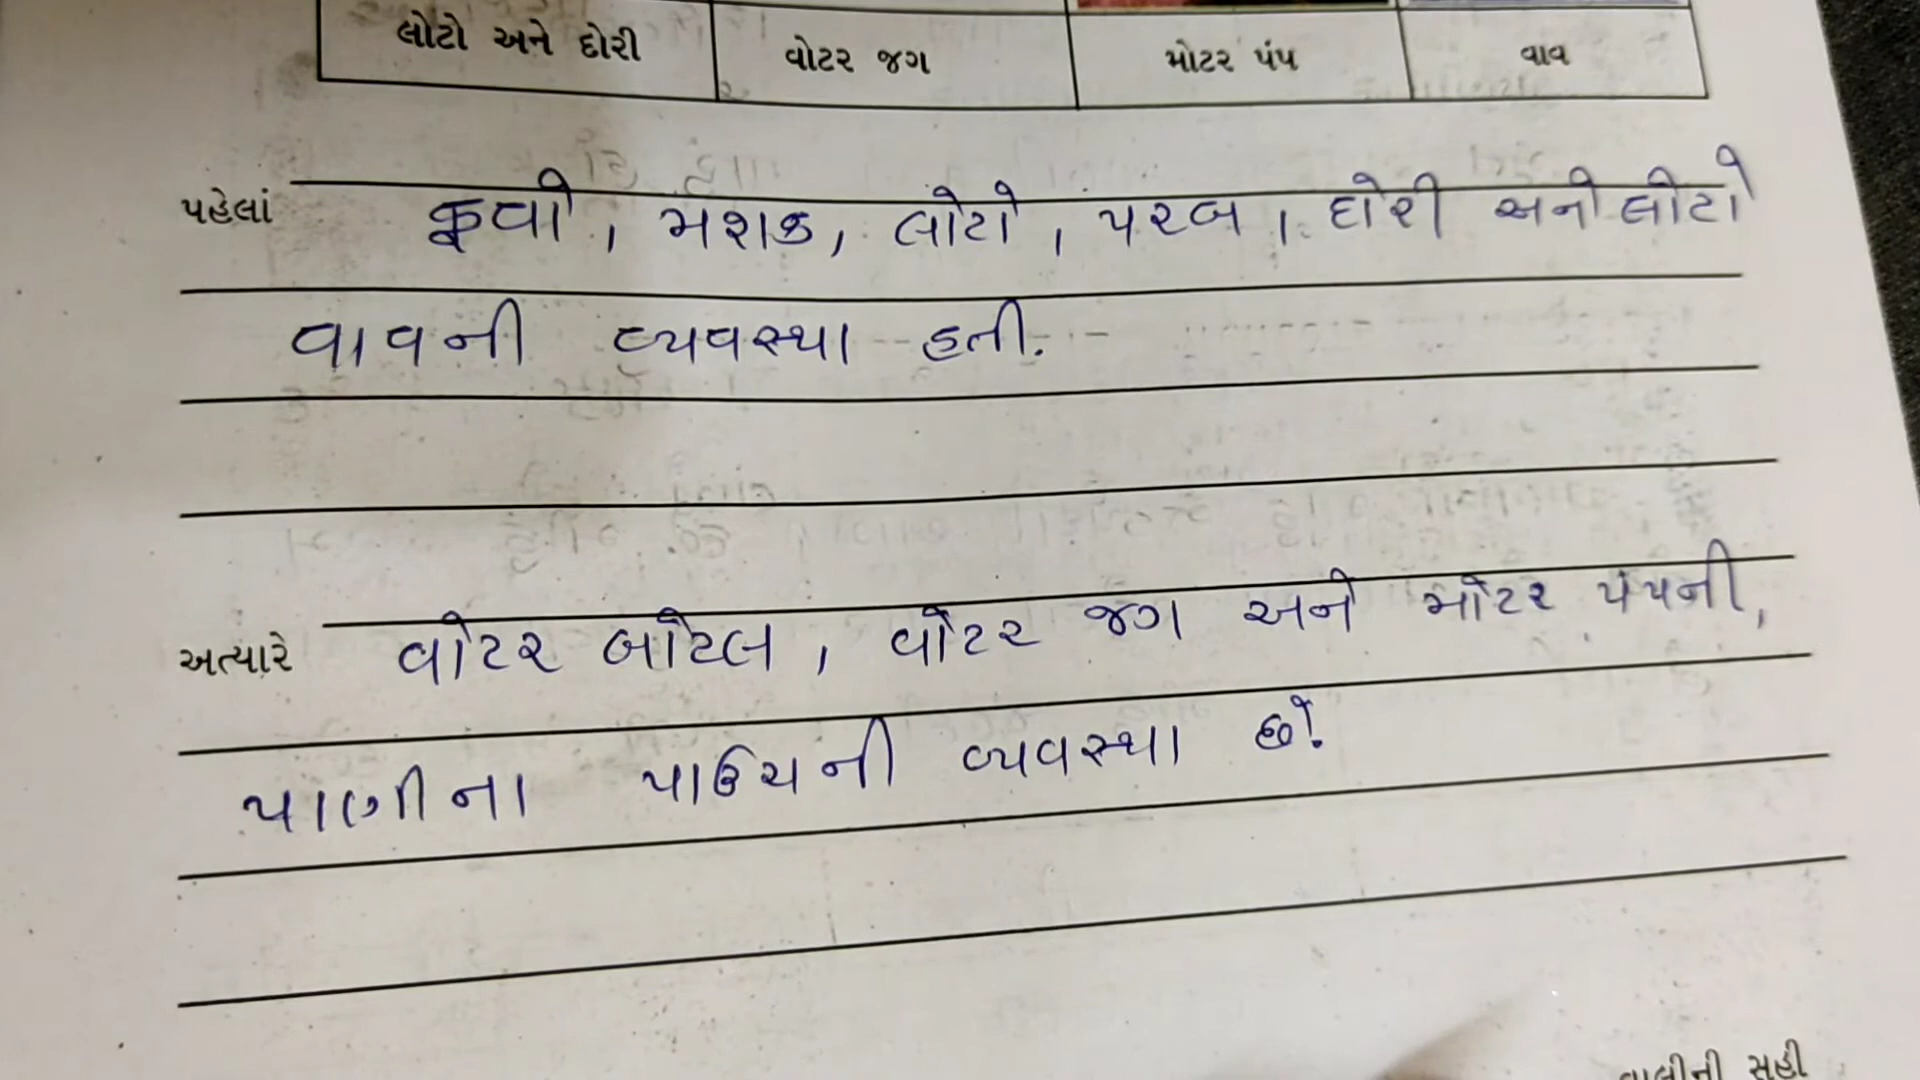 લોટો અને દોરી વોટર જગ મોટર પંપ વાવ
પહેલાં કૂવો, મશક, લોટો, પરબ, દોરી અને લોટો
વાવની વ્યવસ્થા હતી.
અત્યારે વોટર બોટલ, વોટર જગ અને મોટર પંપની,
પાણીના પાઉચની વ્યવસ્થા છે.
વાલીની સહી